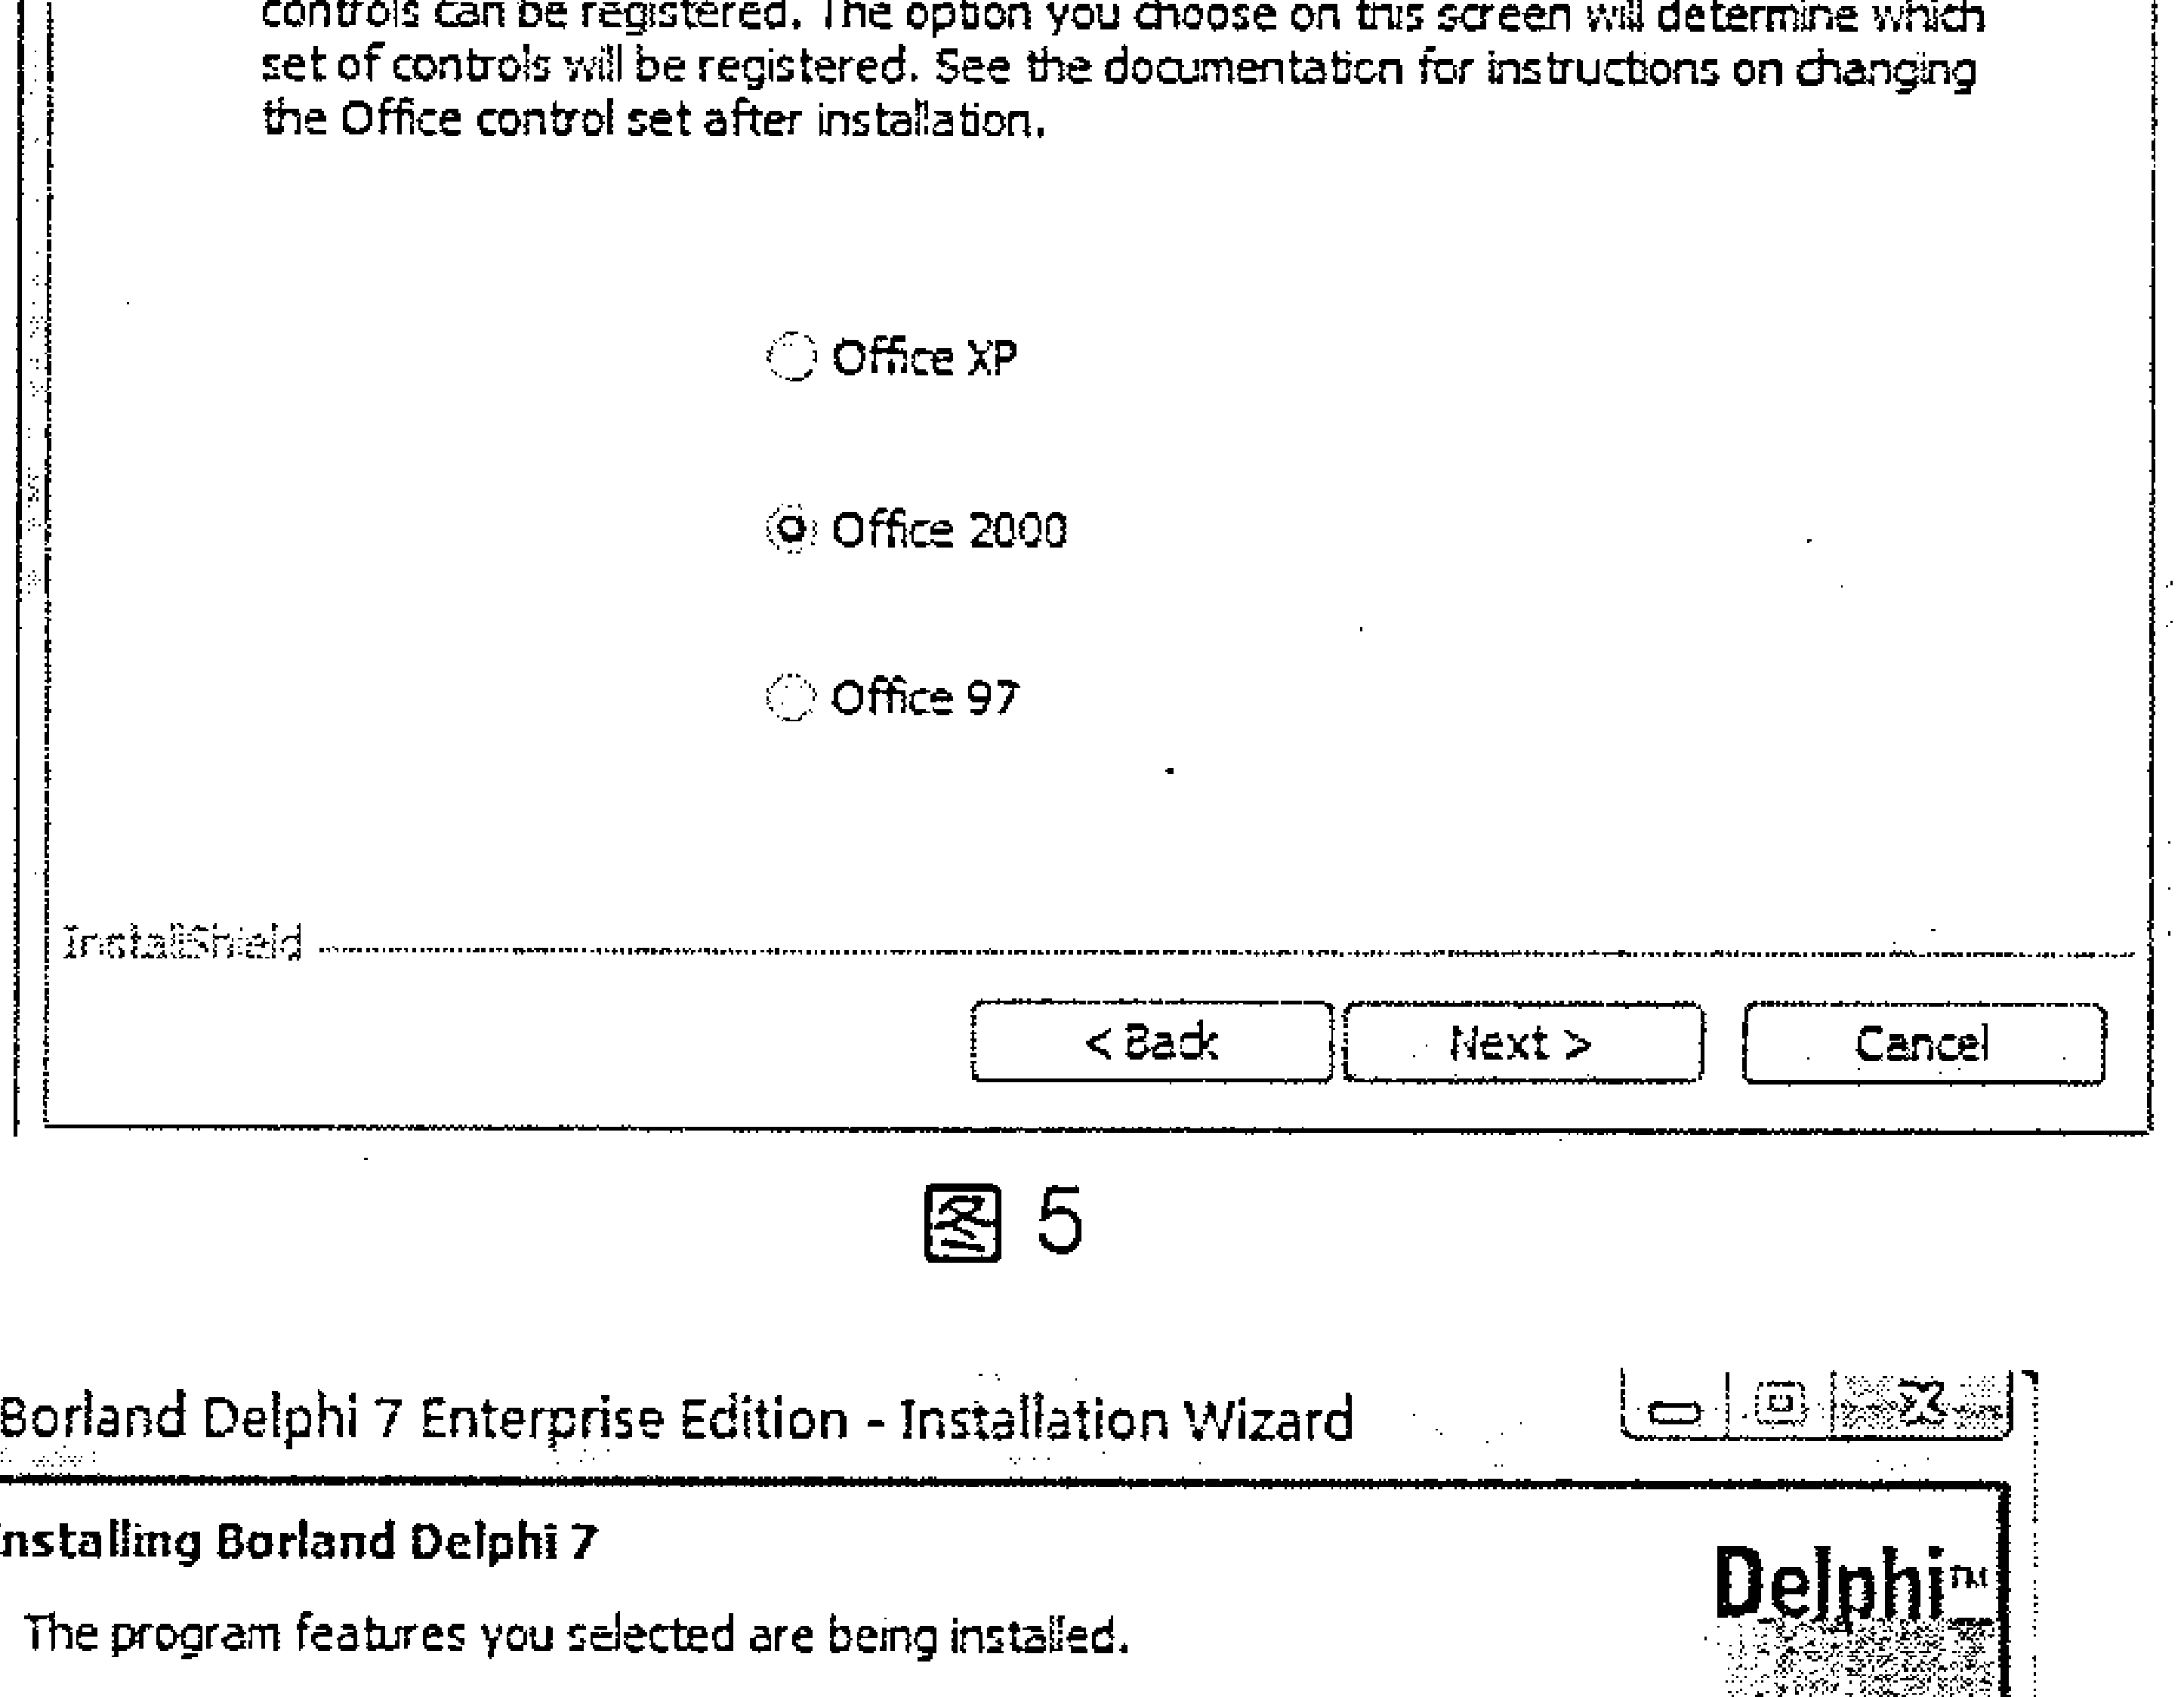 controls can be registered. The option you choose on this screen will determine which
set of controls will be registered. See the documentation for instructions on changing
the Office control set after installation.
Office XP
Office 2000
Office 97
InstallShield
< Back
Next >
Cancel
图 5
Borland Delphi 7 Enterprise Edition - Installation Wizard
Installing Borland Delphi 7
Delphi™
The program features you selected are being installed.